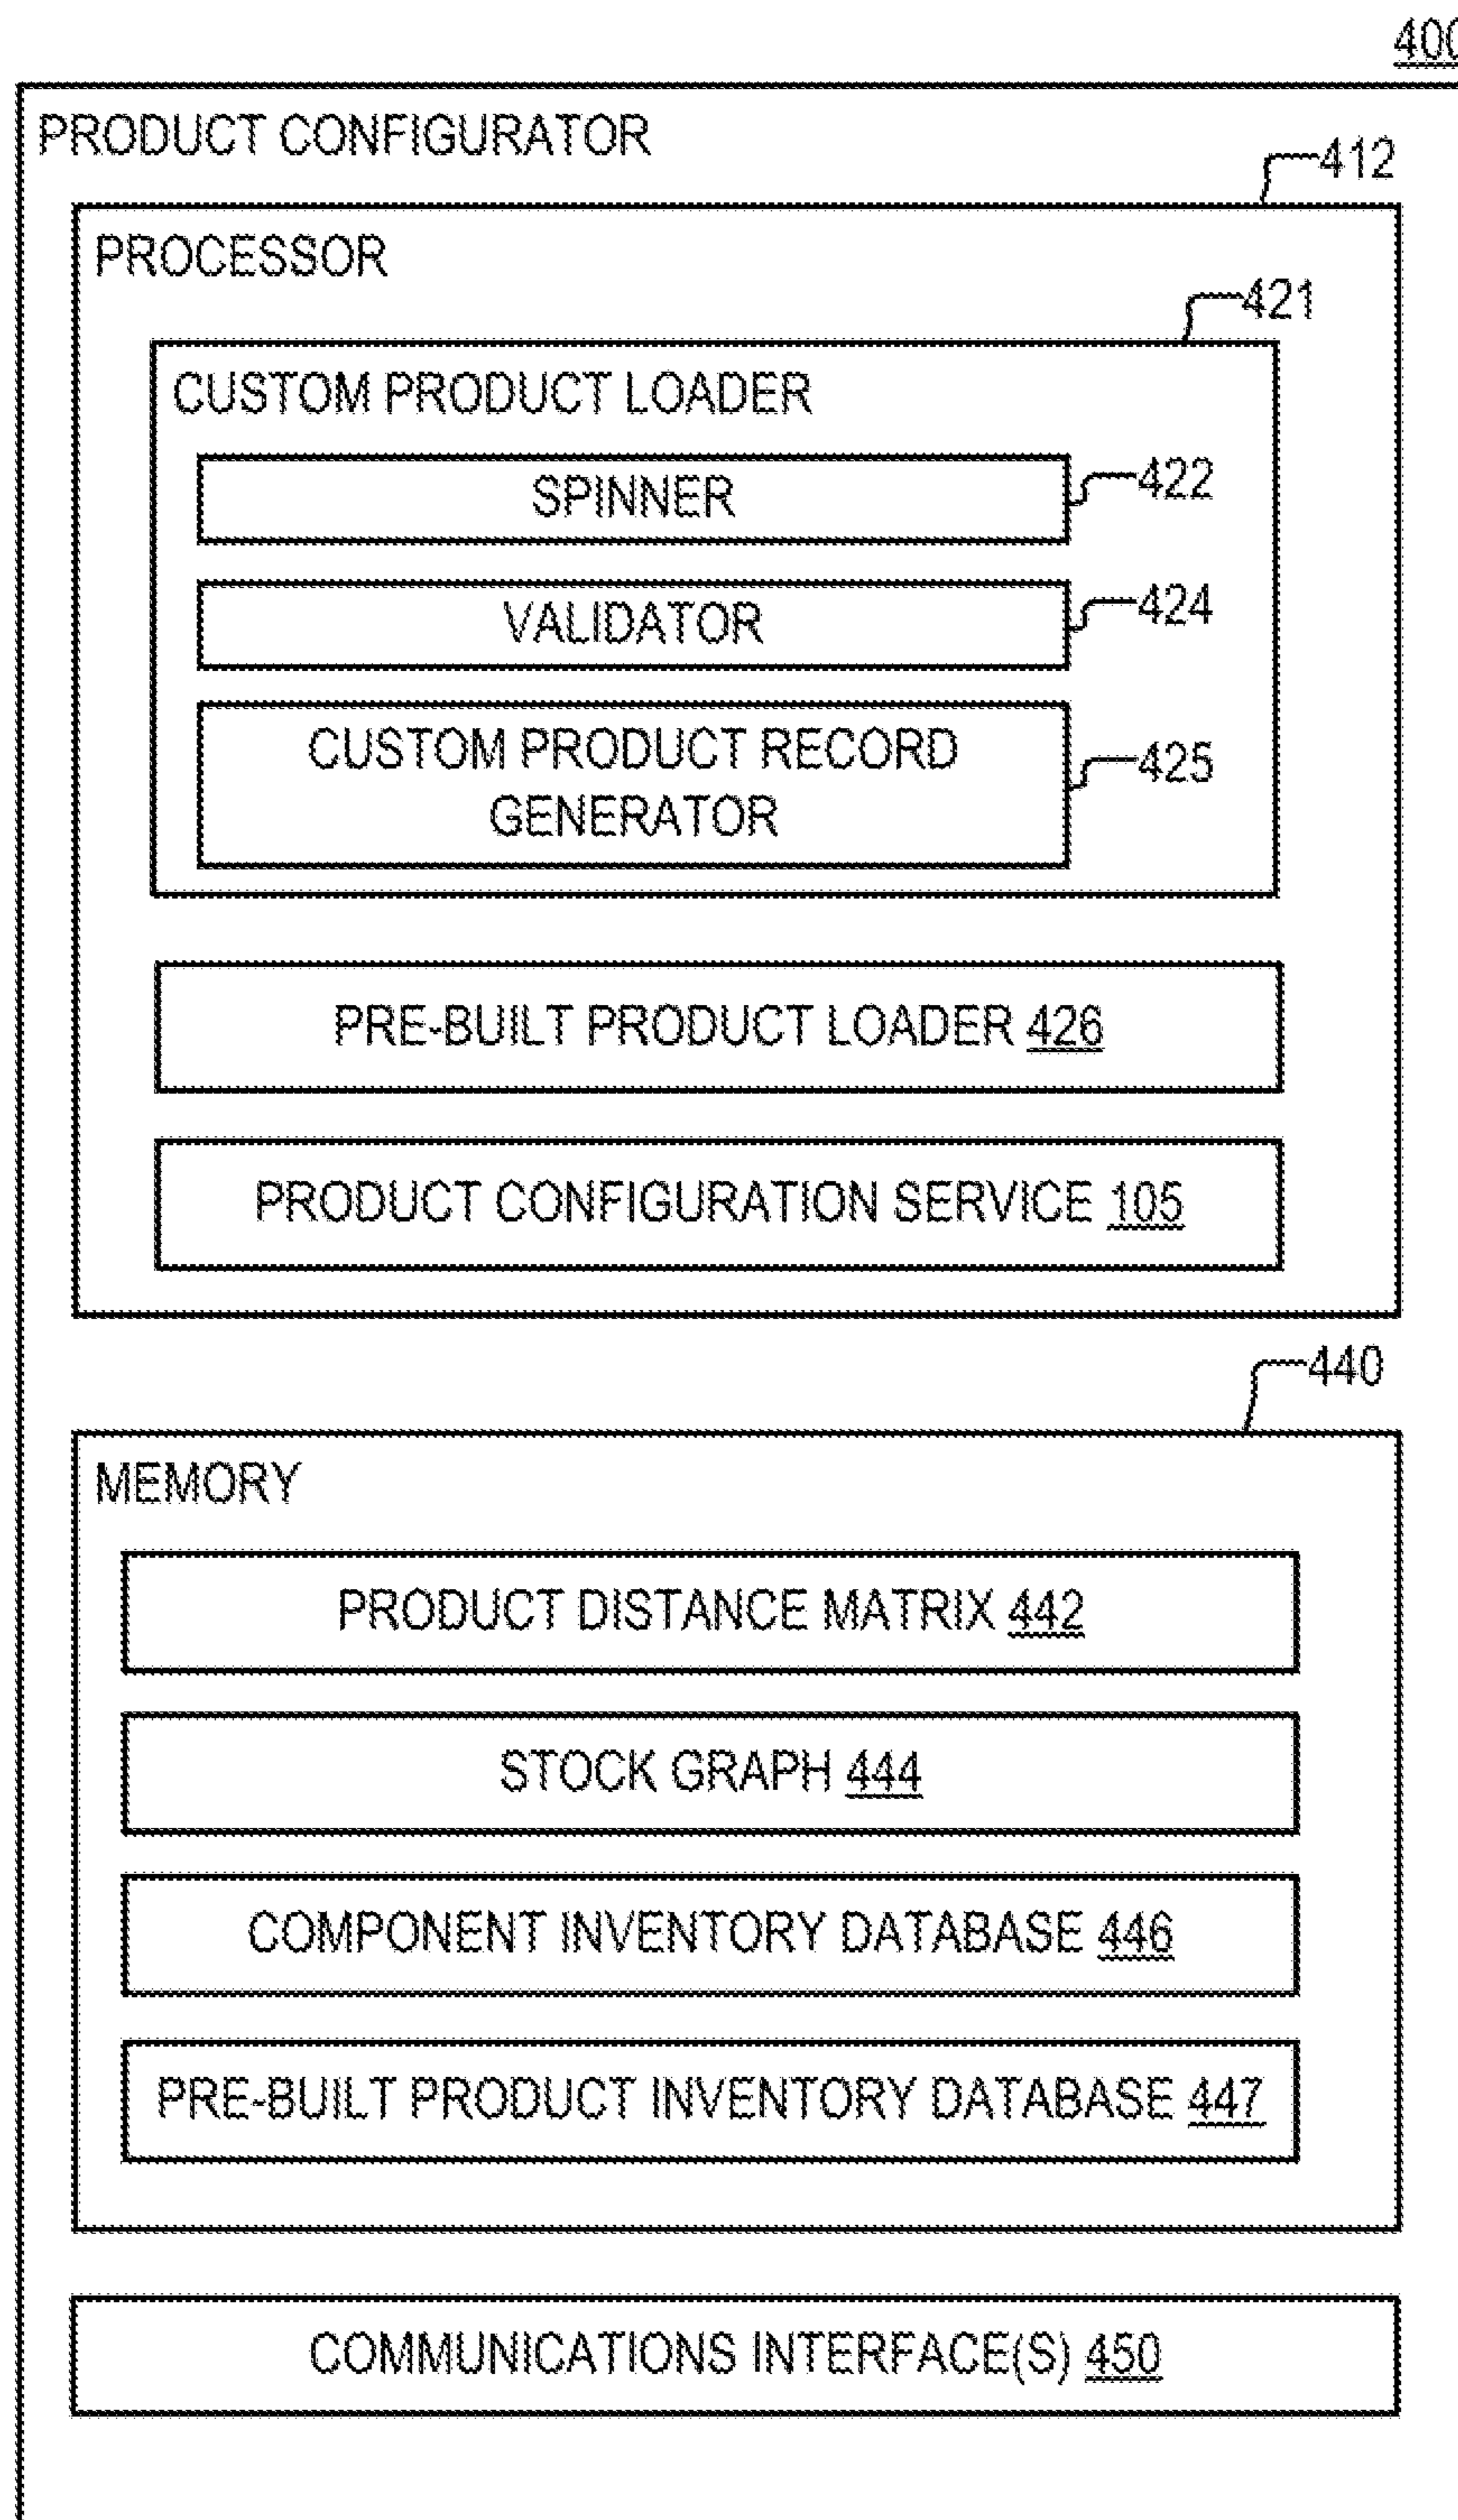 400
PRODUCT CONFIGURATOR
412
PROCESSOR
421
CUSTOM PRODUCT LOADER
SPINNER
422
VALIDATOR
424
CUSTOM PRODUCT RECORD
GENERATOR
425
PRE-BUILT PRODUCT LOADER 426
PRODUCT CONFIGURATION SERVICE 105
440
MEMORY
PRODUCT DISTANCE MATRIX 442
STOCK GRAPH 444
COMPONENT INVENTORY DATABASE 446
PRE-BUILT PRODUCT INVENTORY DATABASE 447
COMMUNICATIONS INTERFACE(S) 450